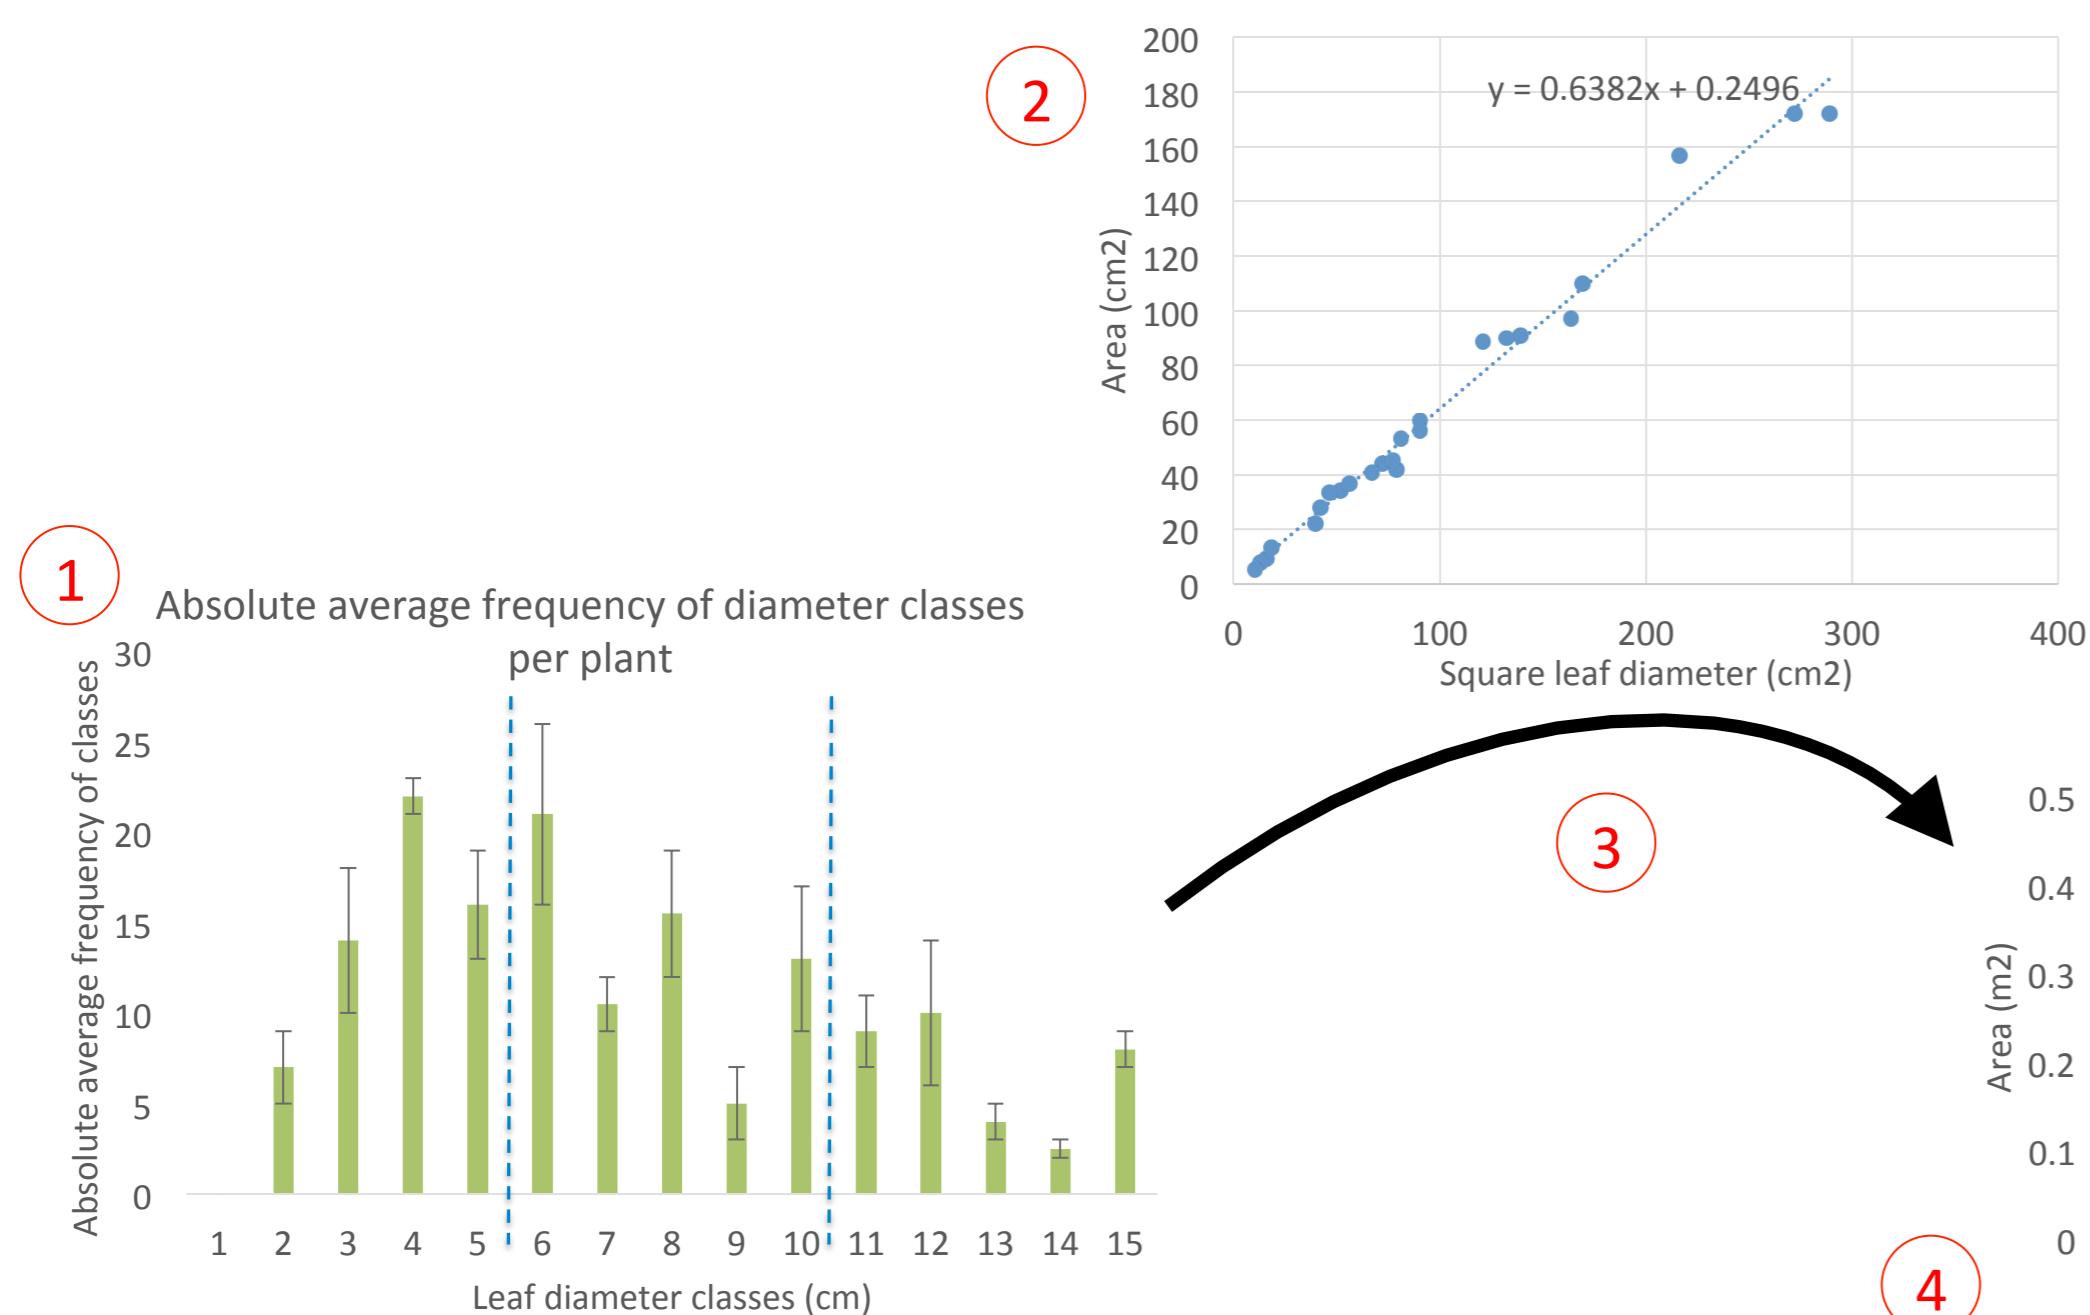 2
200
180
160
140
120
100
80
60
40
20
0
y = 0.6382x + 0.2496
Area (cm2)
0 100 200 300 400
Square leaf diameter (cm2)
1
Absolute average frequency of diameter classes
per plant
Absolute average frequency of classes
30
25
20
15
10
5
0
1 2 3 4 5 6 7 8 9 10 11 12 13 14 15
Leaf diameter classes (cm)
3
Area (m2)
0.5
0.4
0.3
0.2
0.1
0
4